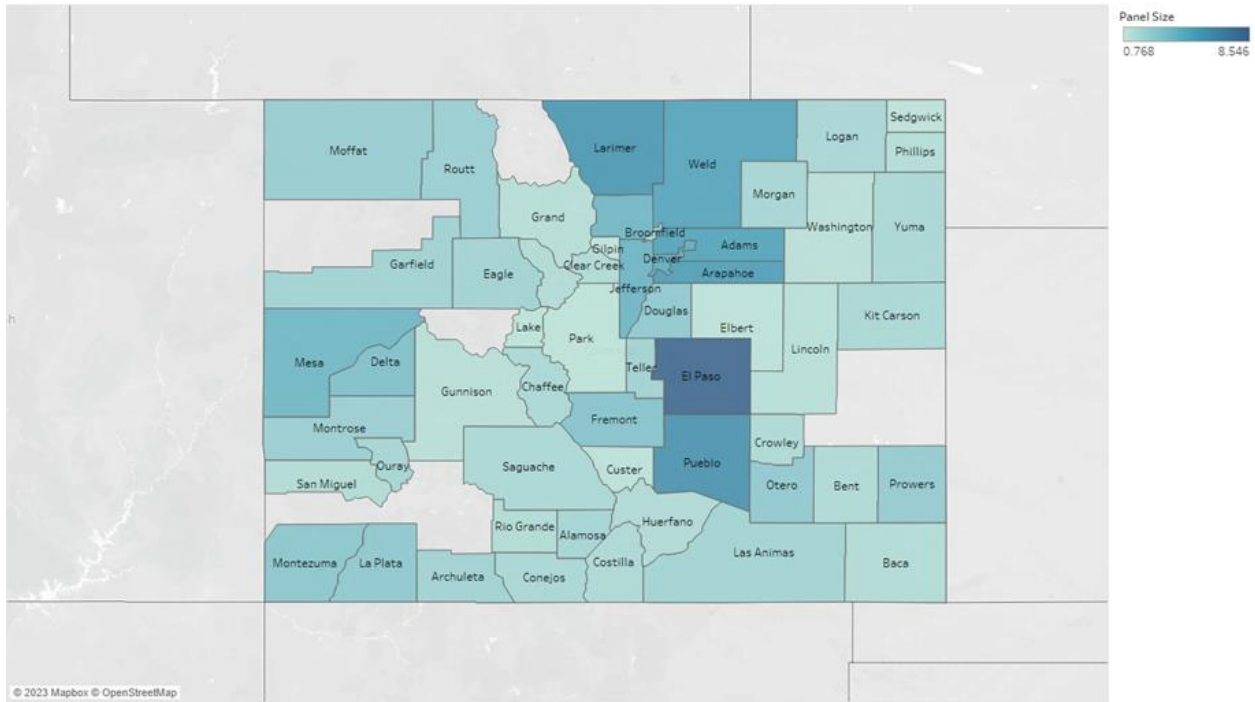 Panel Size
0.768 8.546
Sedgwick
Logan
Larimer
Moffat
Phillips
Weld
Routt
Morgan
Grand
Washington
Yuma
Broomfield
Adams
Gilpin
Denver
Garfield
Clear Creek
Eagle
Arapahoe
Jefferson
Douglas
Kit Carson
Lake
Elbert
Park
Lincoln
Mesa
Delta
Teller
El Paso
Chaffee
Gunnison
Fremont
Montrose
Crowley
Pueblo
Ouray
Saguache
Custer
San Miguel
Otero
Bent
Prowers
Huerfano
Rio Grande
Alamosa
Las Animas
Montezuma
La Plata
Costilla
Baca
Archuleta
Conejos
h
© 2023 Mapbox © OpenStreetMap